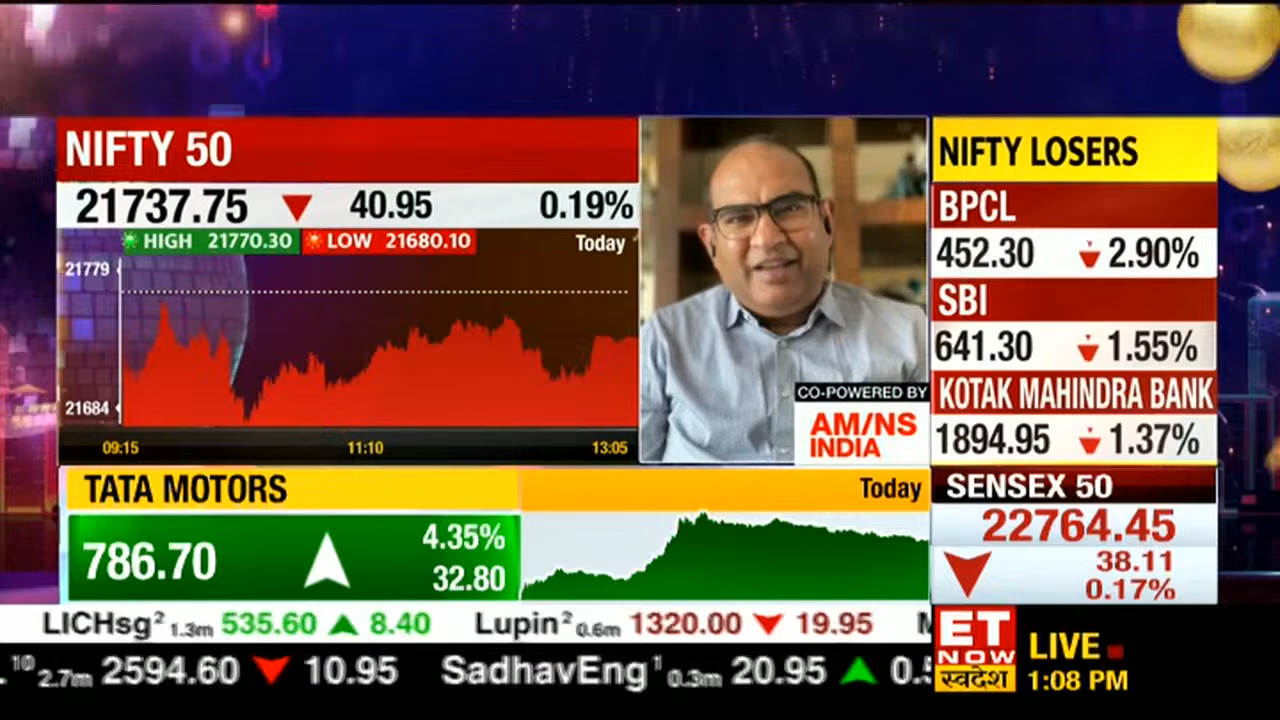 NIFTY 50
21737.75 ▼ 40.95 0.19%
HIGH 21770.30 LOW 21680.10 Today
21779
21684
09:15 11:10 13:05
CO-POWERED BY
AM/NS
INDIA
NIFTY LOSERS
BPCL
452.30 2.90%
SBI
641.30 1.55%
KOTAK MAHINDRA BANK
1894.95 1.37%
TATA MOTORS Today
786.70 ▲ 4.35%
32.80
SENSEX 50
22764.45
▼ 38.11
0.17%
LICHsg² 1.3m 535.60 ▲ 8.40 Lupin² 0.6m 1320.00 ▼ 19.95
10 2.7m 2594.60 ▼ 10.95 SadhavEng¹ 0.3m 20.95 ▲
ET
NOW
स्वदेश
LIVE
1:08 PM